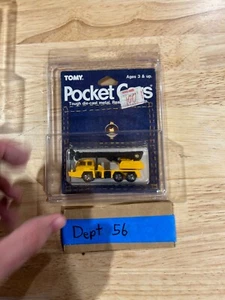 TOMY.
Ages 3 & up.
Pocket Cars
Tough die-cast metal.
Dept 56